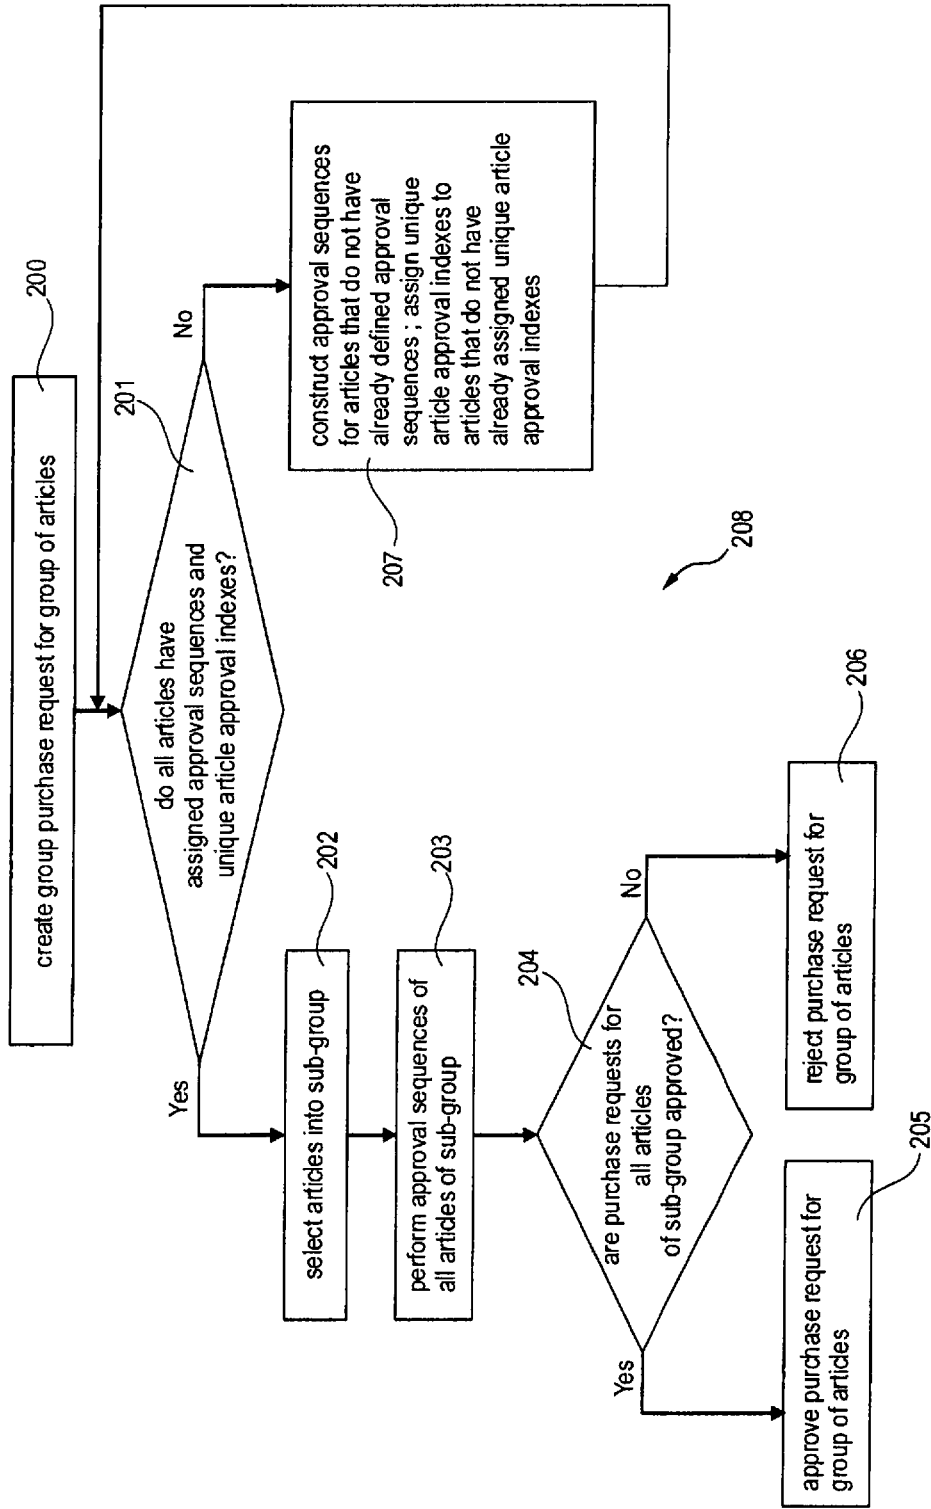 create group purchase request for group of articles
200
do all articles have
assigned approval sequences and
unique article approval indexes?
201
Yes
No
select articles into sub-group
202
perform approval sequences of
all articles of sub-group
203
construct approval sequences
for articles that do not have
already defined approval
sequences ; assign unique
article approval indexes to
articles that do not have
already assigned unique article
approval indexes
207
are purchase requests for
all articles
of sub-group approved?
204
Yes
No
208
approve purchase request for
group of articles
205
reject purchase request for
group of articles
206